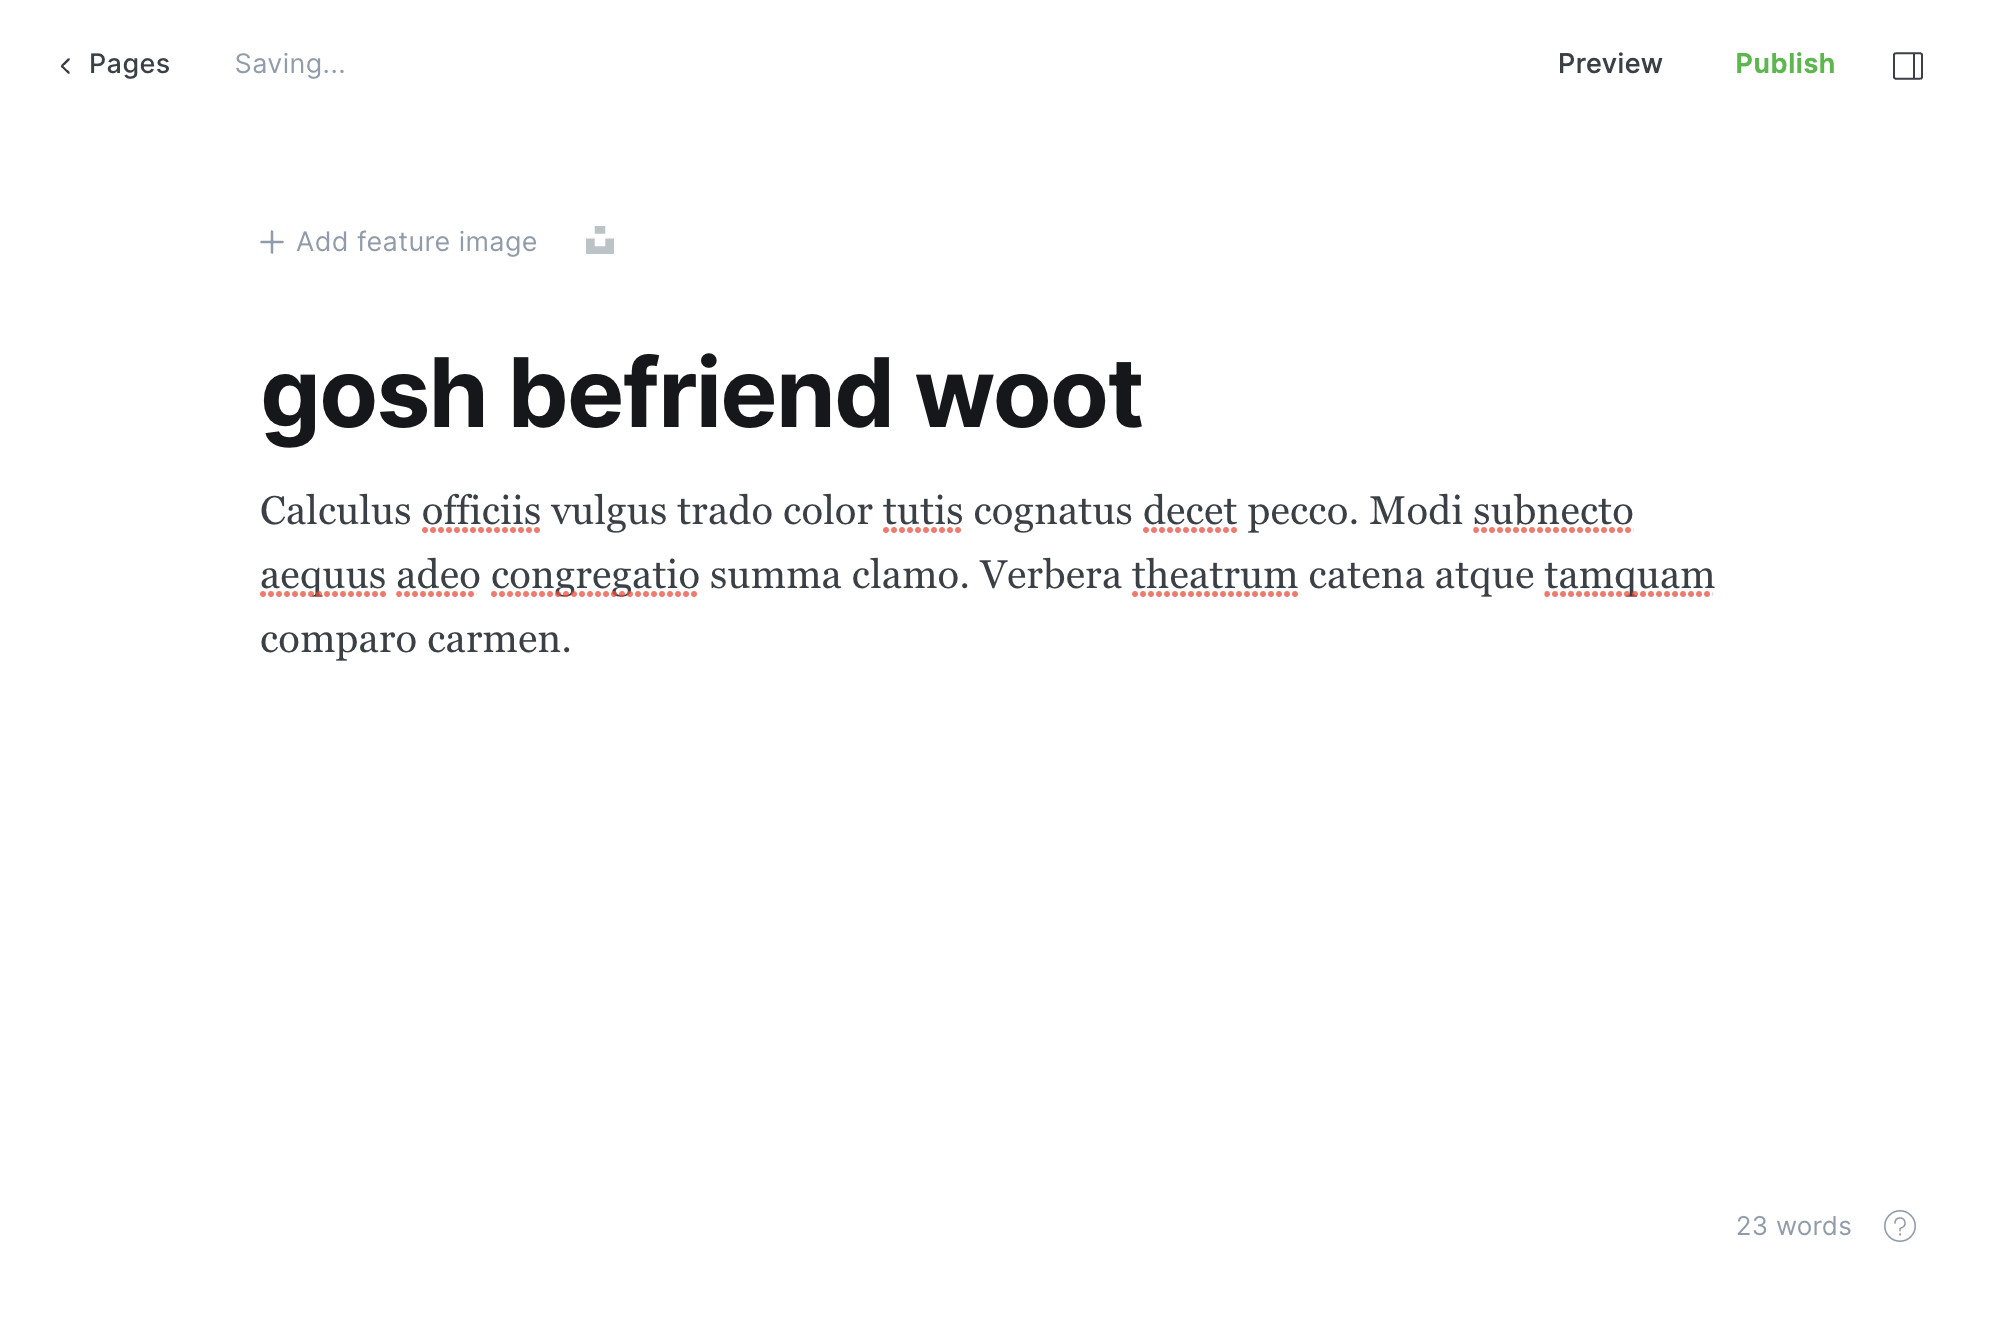 Pages
Saving...
Preview
Publish
Add feature image
gosh befriend woot
Calculus officiis vulgus trado color tutis cognatus decet pecco. Modi subnecto
aequus adeo congregatio summa clamo. Verbera theatrum catena atque tamquam
comparo carmen.
23 words
?